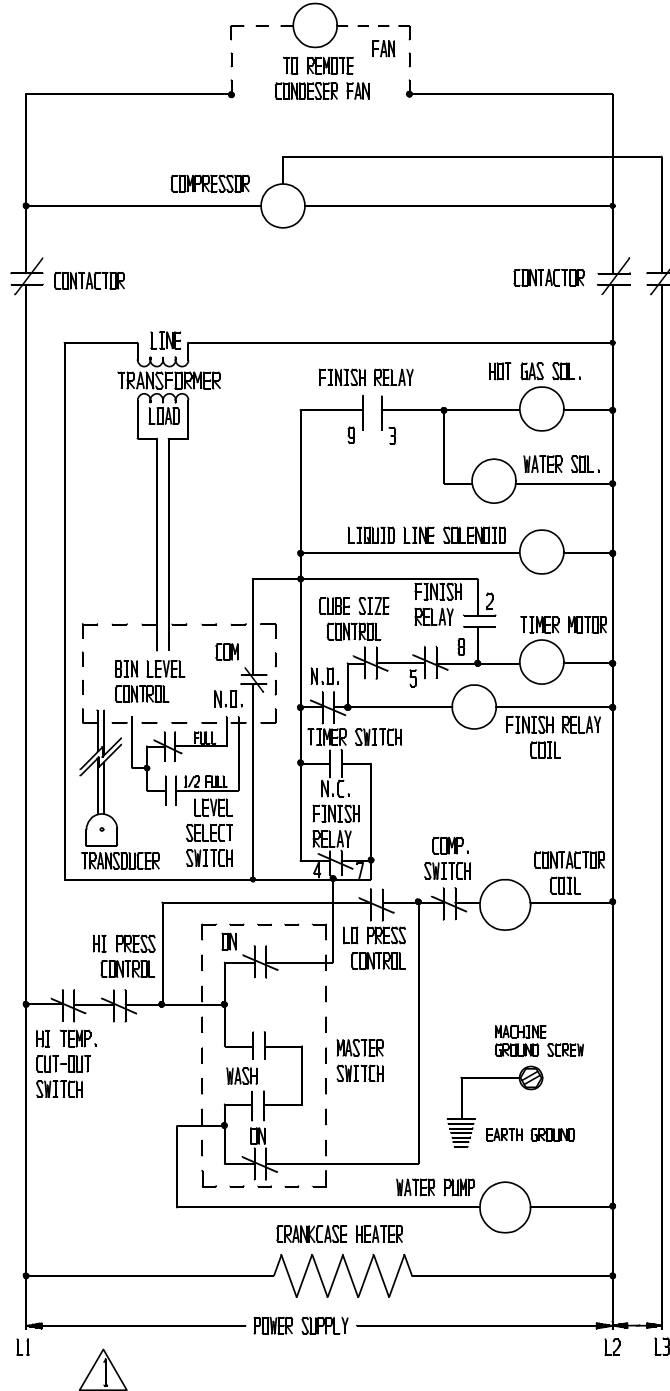 FAN
TO REMOTE
CONDESER FAN
COMPRESSOR
CONTACTOR
CONTACTOR
LINE
TRANSFORMER
LOAD
FINISH RELAY
9
3
HOT GAS SOL.
WATER SOL.
LIQUID LINE SOLENOID
CUBE SIZE
CONTROL
FINISH
RELAY
2
8
5
TIMER MOTOR
BIN LEVEL
CONTROL
COM
N.O.
N.O.
TIMER SWITCH
FINISH RELAY
COIL
FULL
1/2 FULL
LEVEL
SELECT
SWITCH
TRANSDUCER
N.C.
FINISH
RELAY
4
7
COMP.
SWITCH
CONTACTOR
COIL
HI PRESS
CONTROL
ON
LO PRESS
CONTROL
HI TEMP.
CUT-OUT
SWITCH
WASH
MASTER
SWITCH
ON
MACHINE
GROUND SCREW
EARTH GROUND
WATER PUMP
CRANKCASE HEATER
POWER SUPPLY
L1
L2
L3
1